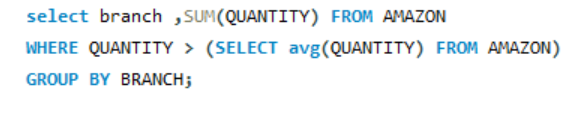 select branch ,SUM(QUANTITY) FROM AMAZON
WHERE QUANTITY > (SELECT avg(QUANTITY) FROM AMAZON)
GROUP BY BRANCH;